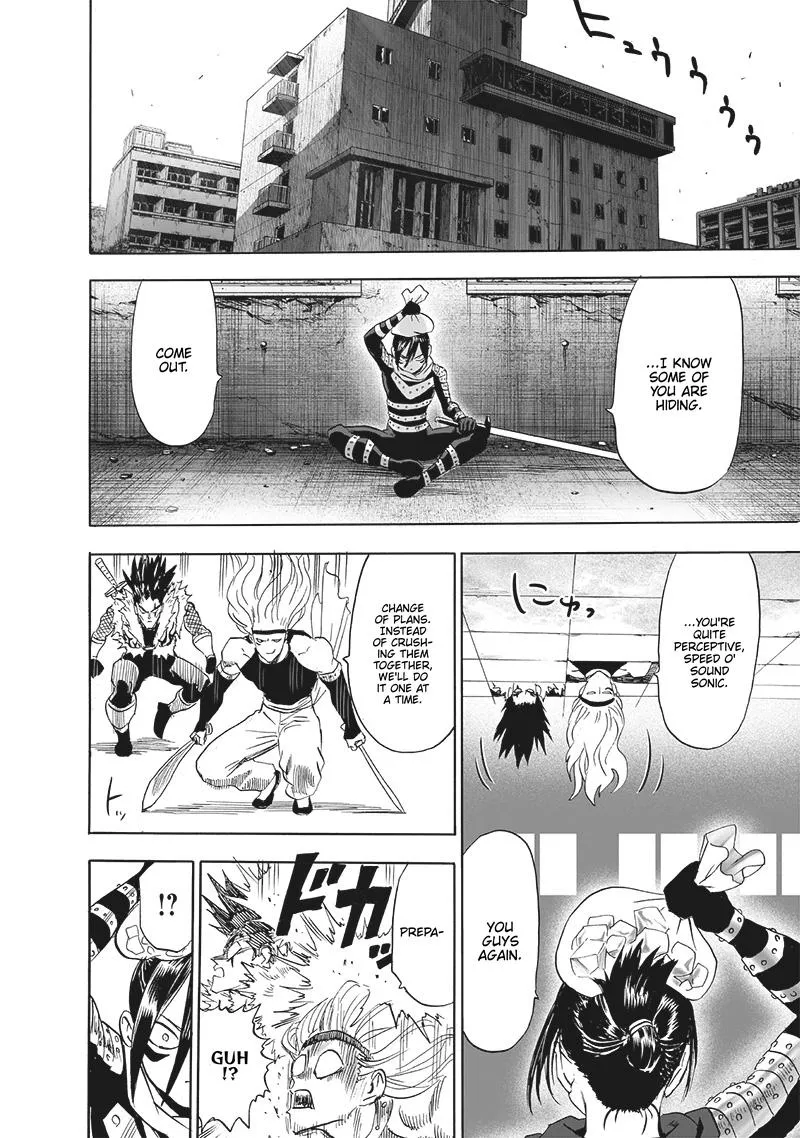 ヒュウウウウ
...I KNOW
SOME OF
YOU ARE
HIDING.
COME
OUT.
...YOU'RE
QUITE
PERCEPTIVE,
SPEED O'
SOUND
SONIC.
にゅっ
CHANGE
OF PLANS.
INSTEAD
OF CRUSH-
ING THEM
TOGETHER,
WE'LL DO
IT ONE AT
A TIME.
トッ
YOU
GUYS
AGAIN.
PREPA-
ドカッ
GUH
!?
!?